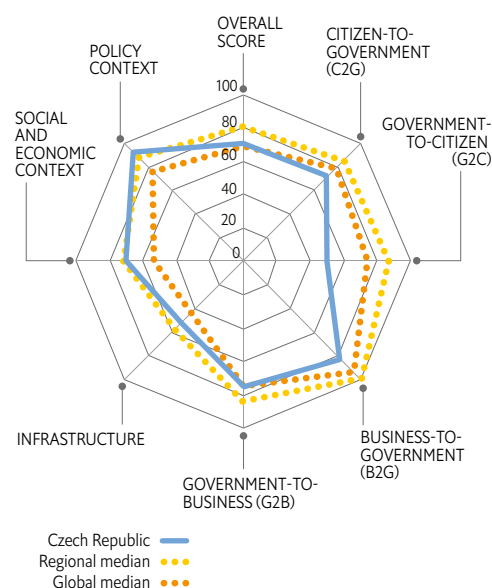 OVERALL
SCORE
CITIZEN-TO-
GOVERNMENT
(C2G)
POLICY
CONTEXT
GOVERNMENT-
TO-CITIZEN
(G2C)
SOCIAL
AND
ECONOMIC
CONTEXT
100
80
60
40
20
0
INFRASTRUCTURE
BUSINESS-TO-
GOVERNMENT
(B2G)
GOVERNMENT-TO-
BUSINESS (G2B)
Czech Republic
Regional median
Global median